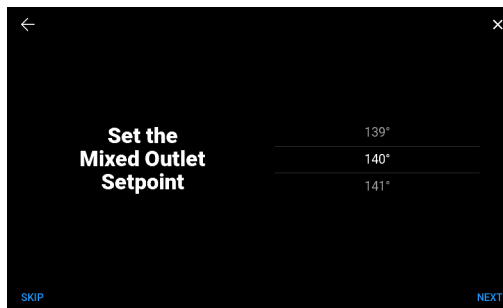 Set the
Mixed Outlet
Setpoint
139°
140°
141°
SKIP
NEXT